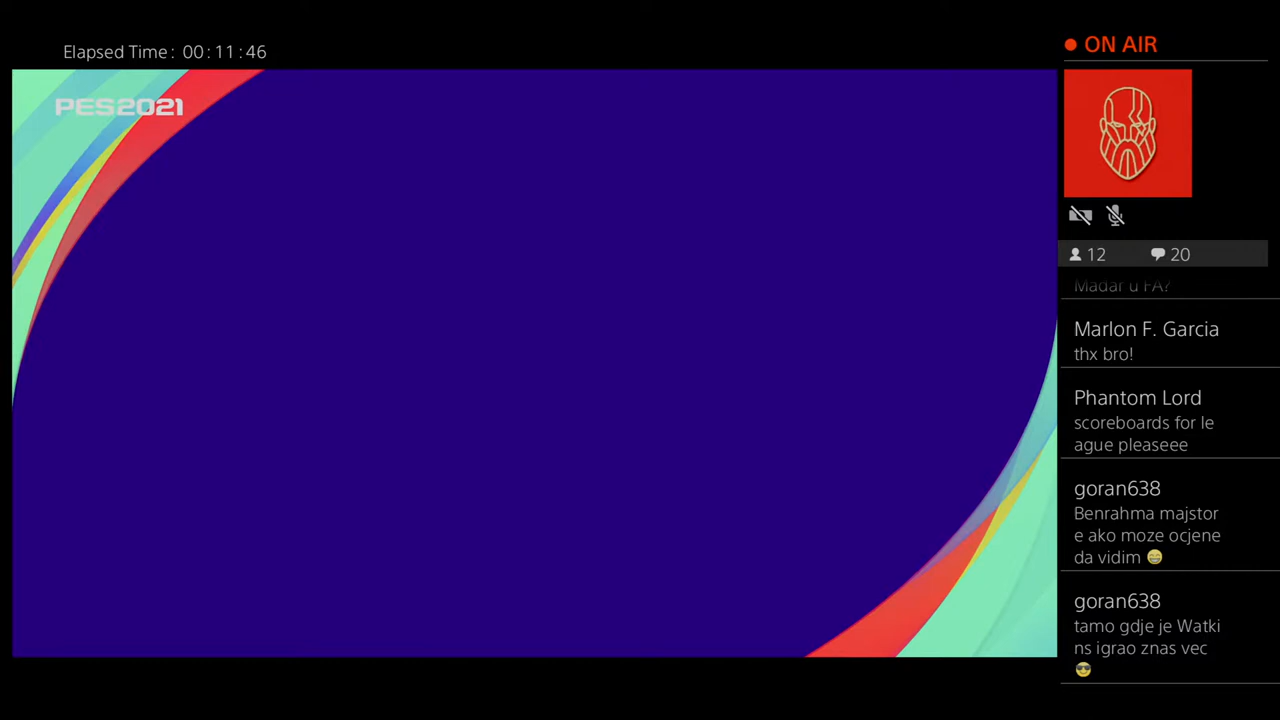 Elapsed Time: 00:11:46
ON AIR
PES2021
12
20
Madar u FA?
Marlon F. Garcia
thx bro!
Phantom Lord
scoreboards for le
ague pleaseee
goran638
Benrahma majstor
e ako moze ocjene
da vidim 😄
goran638
tamo gdje je Watki
ns igrao znas vec
😎